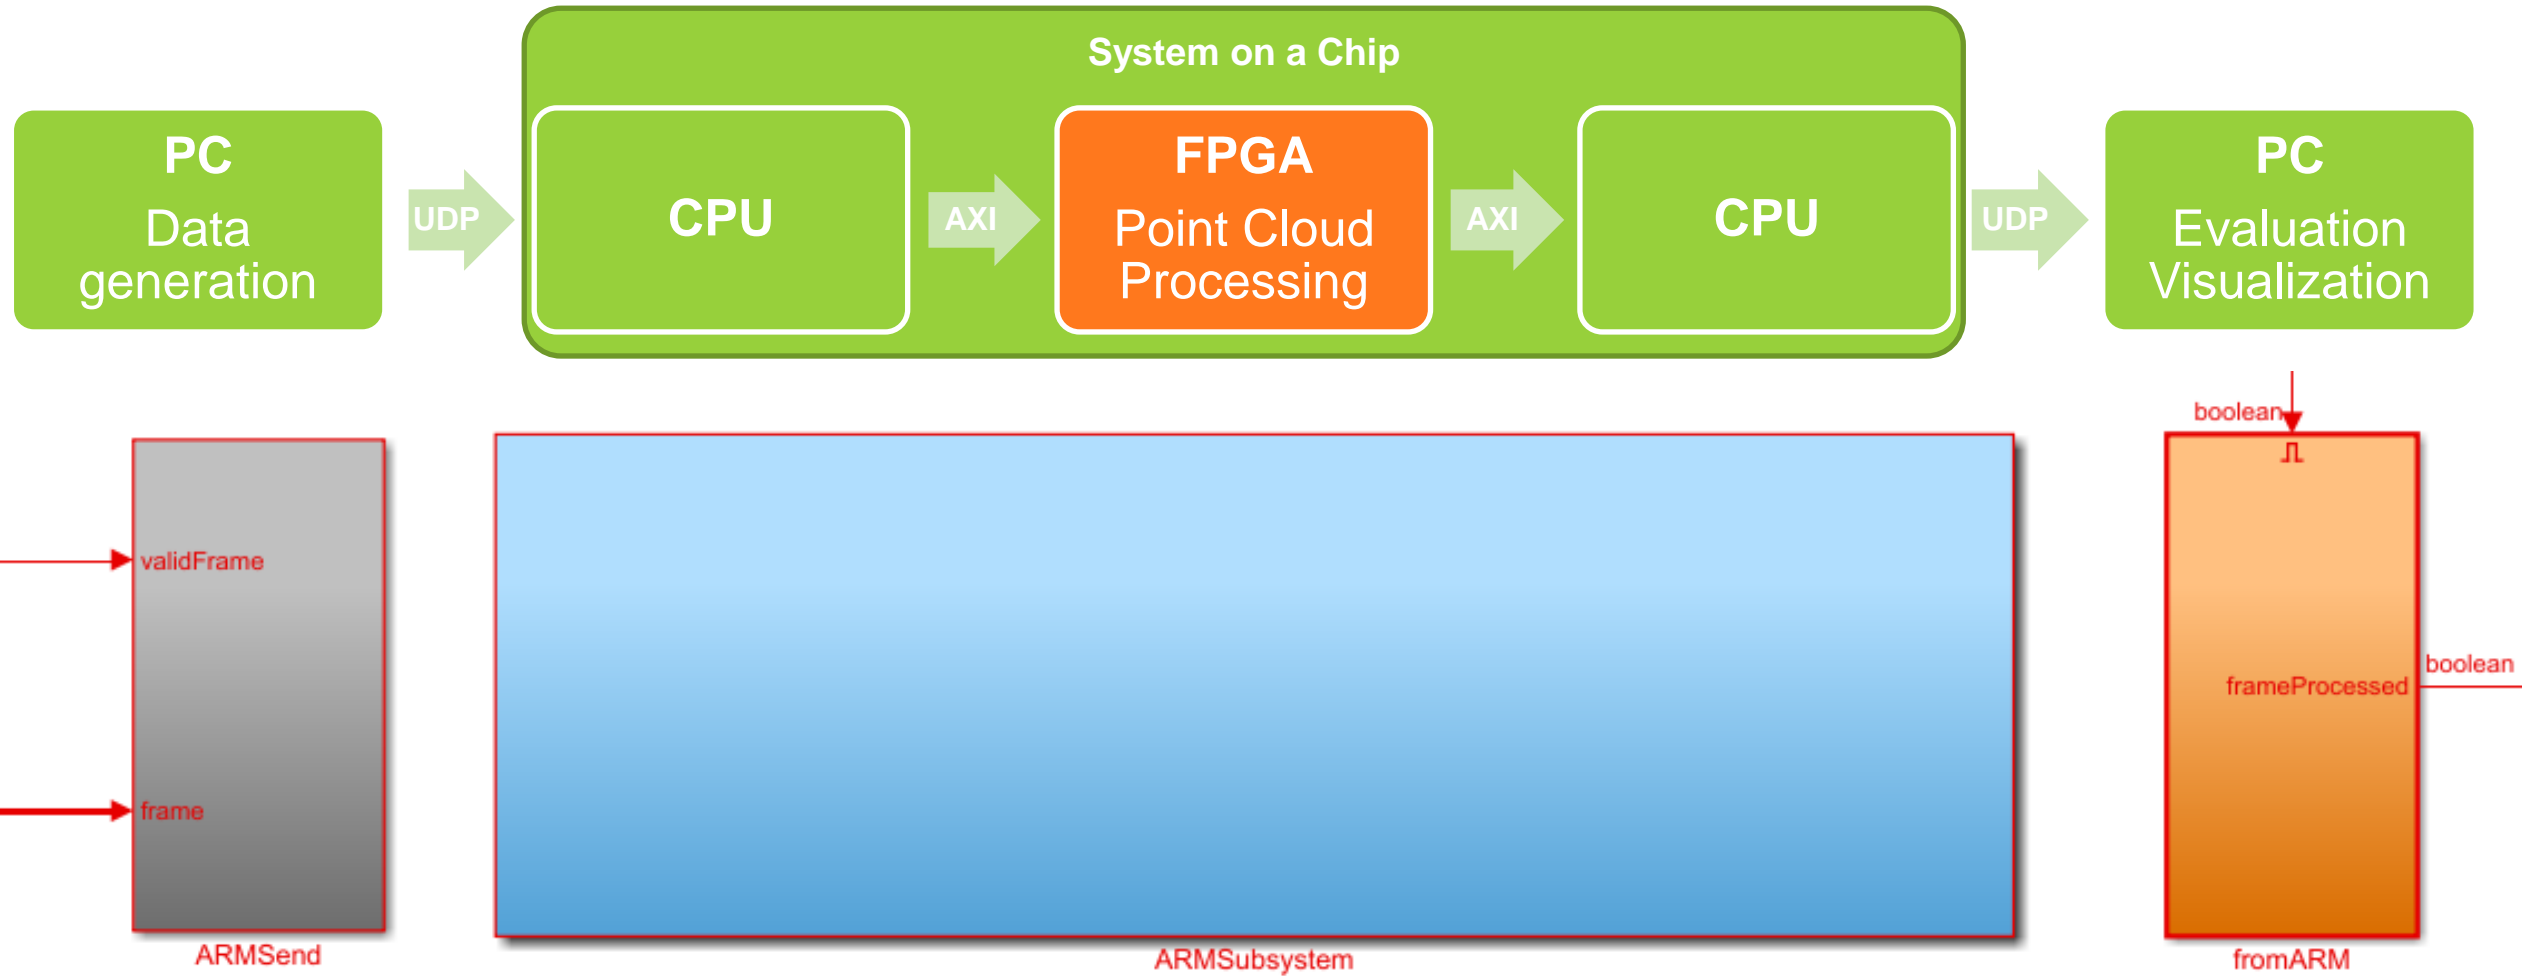 System on a Chip
PC
Data
generation
UDP
CPU
AXI
FPGA
Point Cloud
Processing
AXI
CPU
UDP
PC
Evaluation
Visualization
boolean
validFrame
frame
frameProcessed
boolean
ARMSend
ARMSubsystem
fromARM